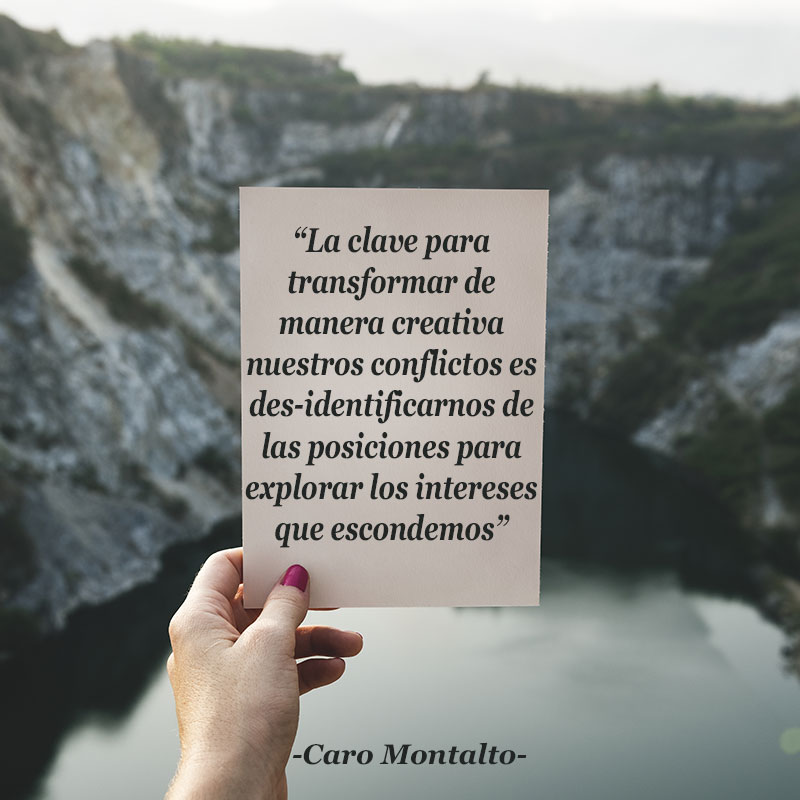 “La clave para
transformar de
manera creativa
nuestros conflictos es
des-identificarnos de
las posiciones para
explorar los intereses
que escondemos”
-Caro Montalto-